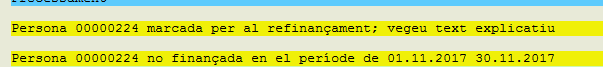 Persona 00000224 marcada per al refinançament; vegeu text explicatiu
Persona 00000224 no finançada en el període de 01.11.2017 30.11.2017